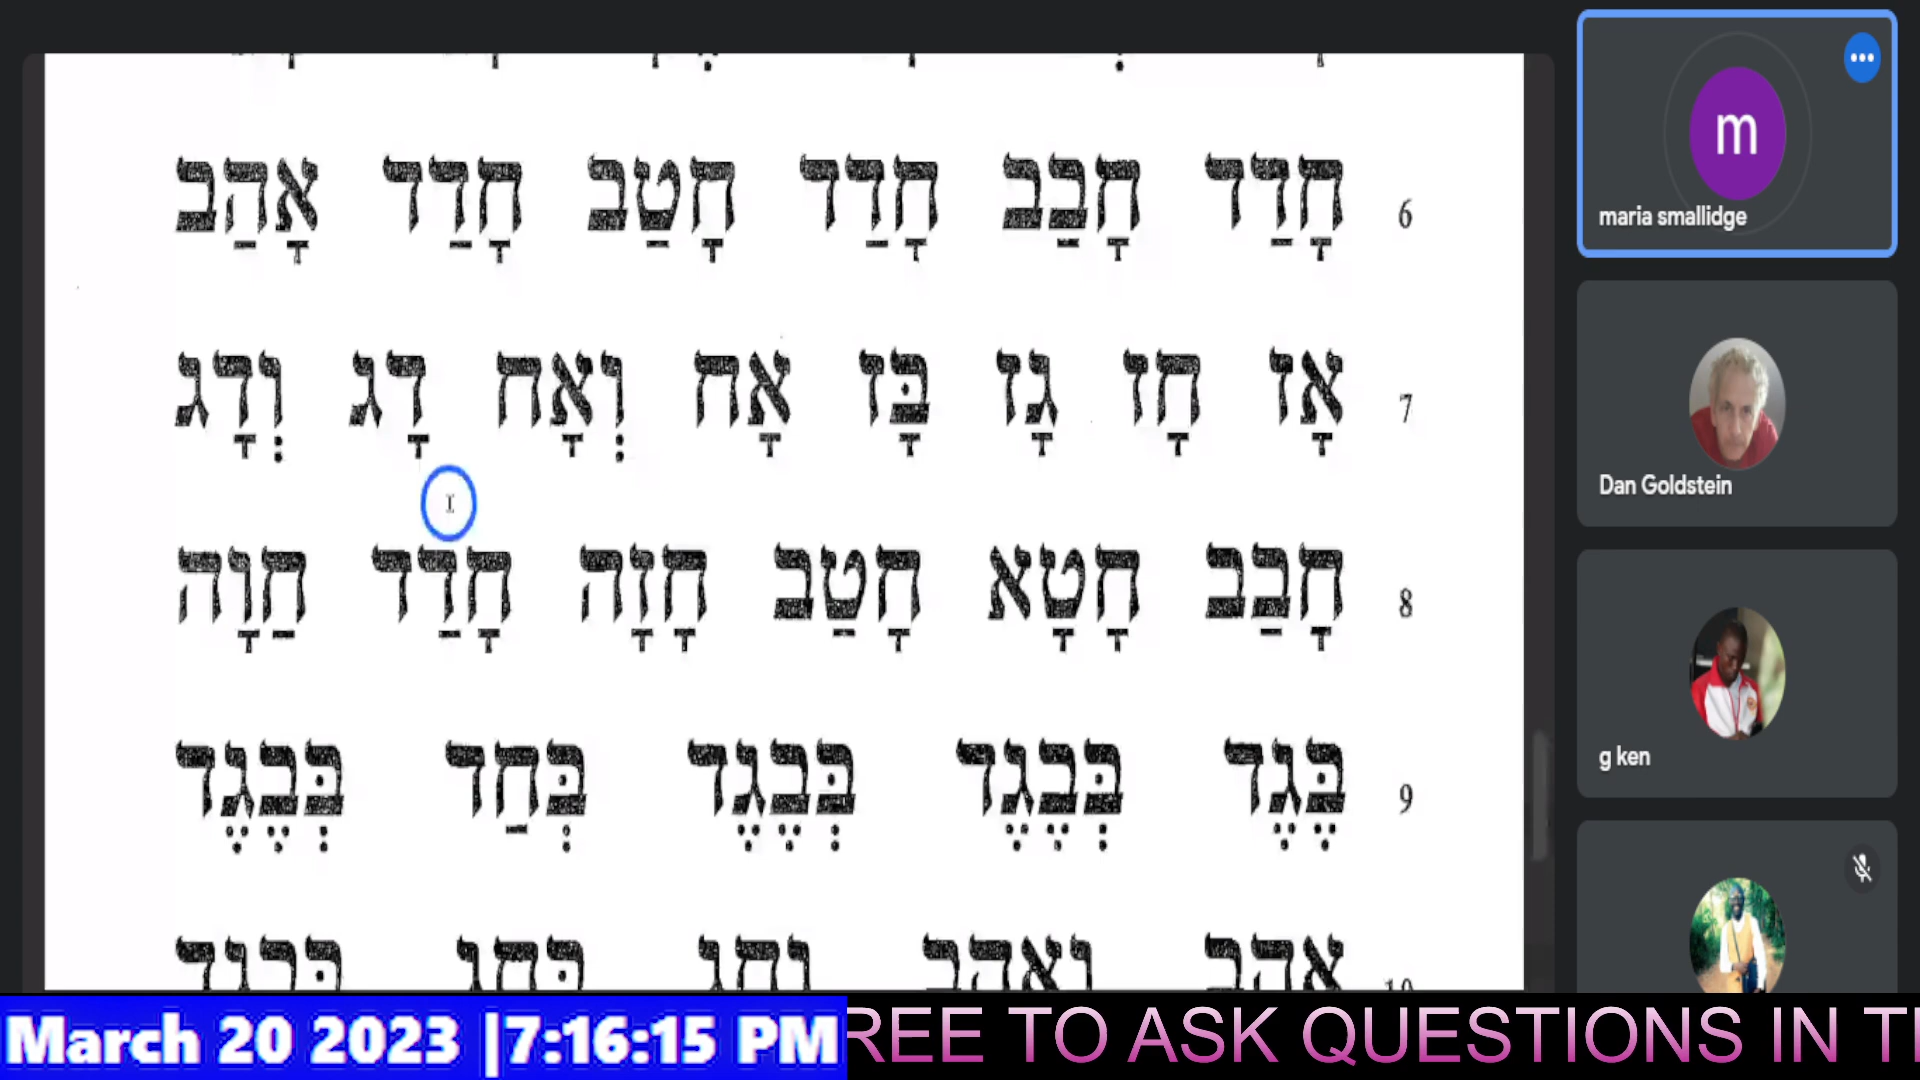 6 חָדַד חָבַב חָדַד חָטַב חָדַד אָהַב
7 אָז חָז גָז בָּז אָח וְאָח דָג וְדָג
8 חָבַב חָטָא חָטַב חָזָה חָדַד חַוָה
9 בֶּגֶד בְּבֶגֶד בְּבֶגֶד בְּחַד בְּבֶגֶד
m
maria smallidge
Dan Goldstein
g ken
March 20 2023 |7:16:15 PM
REE TO ASK QUESTIONS IN